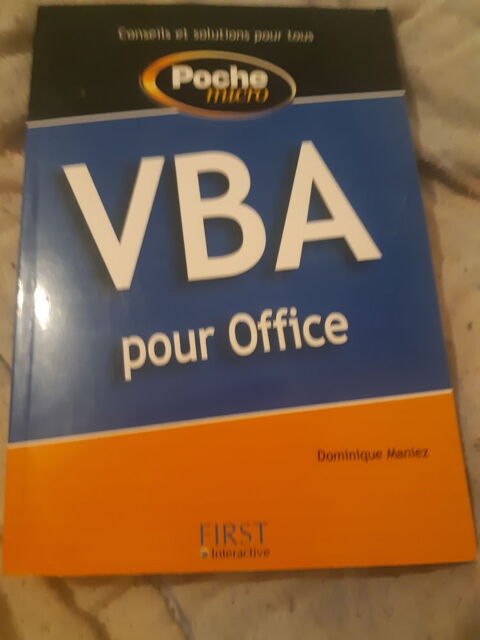 Conseils et solutions pour tous
Poche
micro
VBA
pour Office
Dominique Maniez
FIRST
Interactive